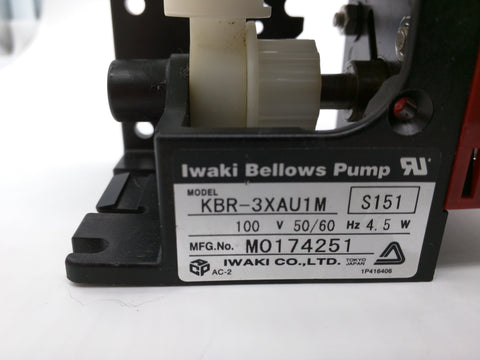 Iwaki Bellows Pump
MODEL KBR-3XAU1M S151
100 V 50/60 Hz 4.5 W
MFG.No. M0174251
IWAKI CO.,LTD. TOKYO JAPAN
AC-2 1P416406